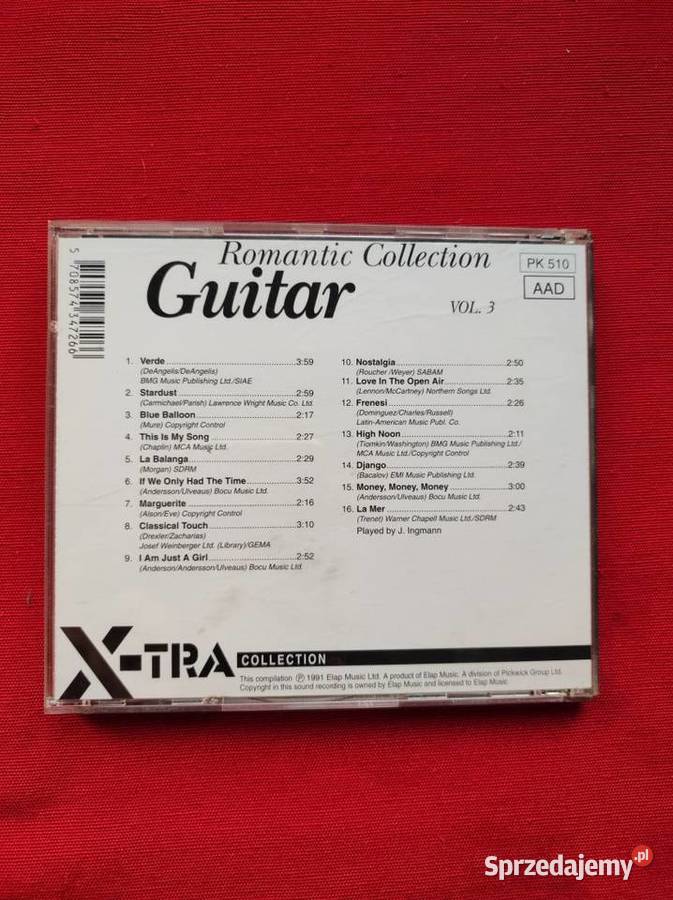 Romantic Collection
Guitar
VOL. 3
PK 510
AAD
5 708574 347266
1. Verde 3:59
(DeAngelis/DeAngelis)
BMG Music Publishing Ltd./SIAE
2. Stardust 2:59
(Carmichael/Parish) Lawrence Wright Music Co. Ltd.
3. Blue Balloon 2:17
(Mure) Copyright Control
4. This Is My Song 2:27
(Chaplin) MCA Music Ltd.
5. La Balanga 2:29
(Morgan) SDRM
6. If We Only Had The Time 3:52
(Andersson/Ulveaus) Bocu Music Ltd.
7. Marguerite 2:16
(Alson/Eve) Copyright Control
8. Classical Touch 3:10
(Drexler/Zacharias)
Josef Weinberger Ltd. (Library)/GEMA
9. I Am Just A Girl 2:52
(Anderson/Andersson/Ulveaus) Bocu Music Ltd.
10. Nostalgia 2:50
(Roucher /Weyer) SABAM
11. Love In The Open Air 2:35
(Lennon/McCartney) Northern Songs Ltd.
12. Frenesi 2:26
(Dominguez/Charles/Russell)
Latin-American Music Publ. Co.
13. High Noon 2:11
(Tiomkin/Washington) BMG Music Publishing Ltd./
MCA Music Ltd./Copyright Control
14. Django 2:39
(Bacalov) EMI Music Publishing Ltd.
15. Money, Money, Money 3:00
(Andersson/Ulveaus) Bocu Music Ltd.
16. La Mer 2:43
(Trenet) Warner Chapell Music Ltd./SDRM
Played by J. Ingmann
X-TRA
COLLECTION
This compilation ℗ 1991 Elap Music Ltd. A product of Elap Music. A division of Pickwick Group Ltd.
Copyright in this sound recording is owned by Elap Music and licensed to Elap Music
Sprzedajemy.pl